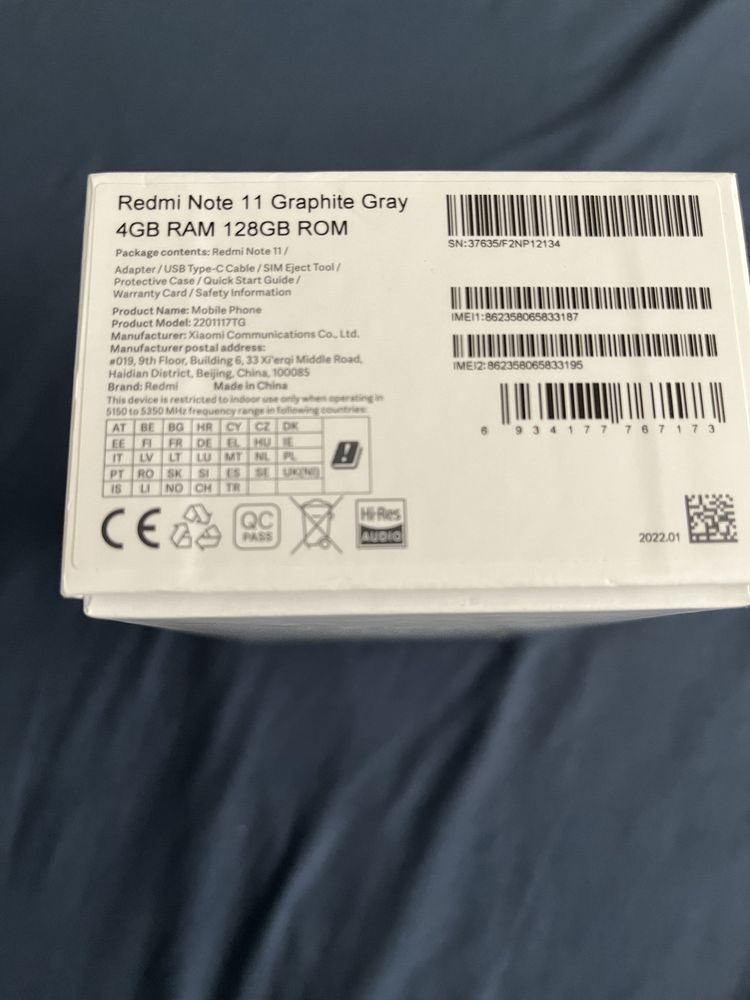 Redmi Note 11 Graphite Gray
4GB RAM 128GB ROM
Package contents: Redmi Note 11 /
Adapter / USB Type-C Cable / SIM Eject Tool /
Protective Case / Quick Start Guide /
Warranty Card / Safety Information
Product Name: Mobile Phone
Product Model: 2201117TG
Manufacturer: Xiaomi Communications Co., Ltd.
Manufacturer postal address:
#019, 9th Floor, Building 6, 33 Xi'erqi Middle Road,
Haidian District, Beijing, China, 100085
Brand: Redmi Made in China
This device is restricted to indoor use only when operating in
5150 to 5350 MHz frequency range in following countries:
AT BE BG HR CY CZ DK
EE FI FR DE EL HU IE
IT LV LT LU MT NL PL
PT RO SK SI ES SE UK(NI)
IS LI NO CH TR
CE
QC
PASS
Hi-Res
AUDIO
SN: 37635/F2NP12134
IMEI1:862358065833187
IMEI2:862358065833195
6 934177 767173
2022.01